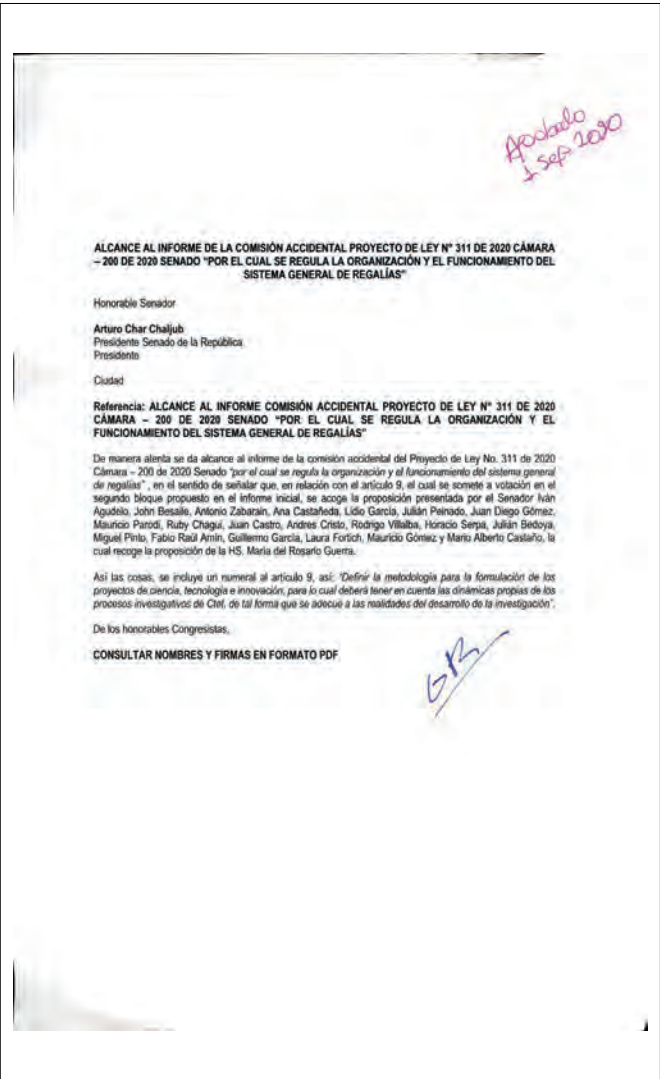 Aprobado
1 Sep 2020
ALCANCE AL INFORME DE LA COMISIÓN ACCIDENTAL PROYECTO DE LEY N° 311 DE 2020 CÁMARA
– 200 DE 2020 SENADO "POR EL CUAL SE REGULA LA ORGANIZACIÓN Y EL FUNCIONAMIENTO DEL
SISTEMA GENERAL DE REGALÍAS"
Honorable Senador
Arturo Char Chaljub
Presidente Senado de la República
Presidente
Ciudad
Referencia: ALCANCE AL INFORME COMISIÓN ACCIDENTAL PROYECTO DE LEY N° 311 DE 2020
CÁMARA – 200 DE 2020 SENADO "POR EL CUAL SE REGULA LA ORGANIZACIÓN Y EL
FUNCIONAMIENTO DEL SISTEMA GENERAL DE REGALÍAS"
De manera atenta se da alcance al informe de la comisión accidental del Proyecto de Ley No. 311 de 2020
Cámara – 200 de 2020 Senado "por el cual se regula la organización y el funcionamiento del sistema general
de regalías" , en el sentido de señalar que, en relación con el artículo 9, el cual se somete a votación en el
segundo bloque propuesto en el informe inicial, se acoge la proposición presentada por el Senador Iván
Agudelo, John Besaile, Antonio Zabarain, Ana Castañeda, Lidio García, Julián Peinado, Juan Diego Gómez,
Mauricio Parodi, Ruby Chagui, Juan Castro, Andres Cristo, Rodrigo Villalba, Horacio Serpa, Julián Bedoya,
Miguel Pinto, Fabio Raúl Amin, Guillermo García, Laura Fortich, Mauricio Gómez y Mario Alberto Castaño, la
cual recoge la proposición de la HS. María del Rosario Guerra.
Así las cosas, se incluye un numeral al artículo 9, así: "Definir la metodología para la formulación de los
proyectos de ciencia, tecnología e innovación, para lo cual deberá tener en cuenta las dinámicas propias de los
procesos investigativos de CteI, de tal forma que se adecue a las realidades del desarrollo de la investigación".
De los honorables Congresistas,
CONSULTAR NOMBRES Y FIRMAS EN FORMATO PDF